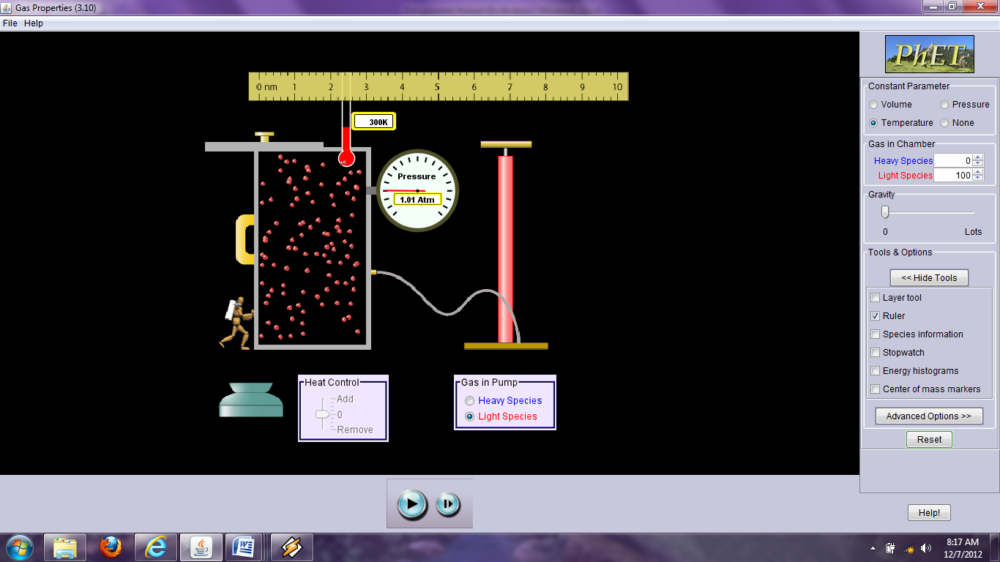 Gas Properties (3.10)
File Help
PhET
0 nm 1 2 3 4 5 6 7 8 9 10
300K
Pressure
1.01 Atm
Heat Control
Add
0
Remove
Gas in Pump
Heavy Species
Light Species
Constant Parameter
Volume Pressure
Temperature None
Gas in Chamber
Heavy Species 0
Light Species 100
Gravity
0 Lots
Tools & Options
<< Hide Tools
Layer tool
Ruler
Species information
Stopwatch
Energy histograms
Center of mass markers
Advanced Options >>
Reset
Help!
8:17 AM
12/7/2012